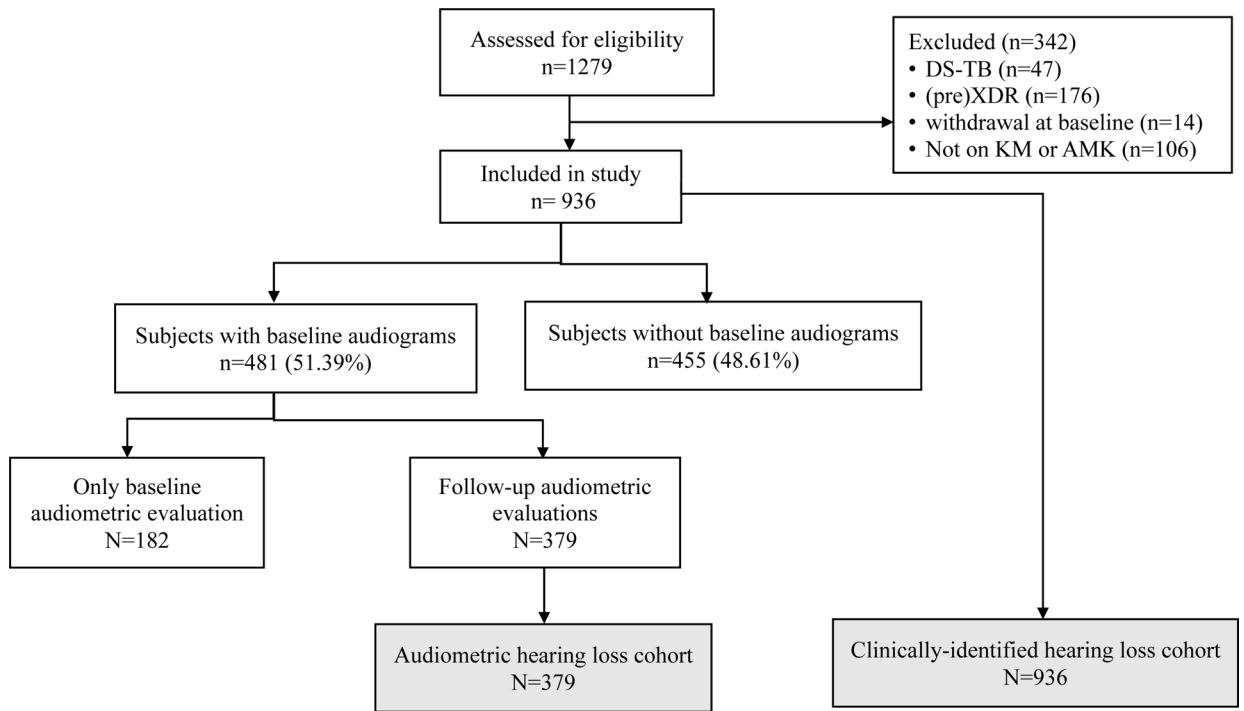 Assessed for eligibility
n=1279
Excluded (n=342)
• DS-TB (n=47)
• (pre)XDR (n=176)
• withdrawal at baseline (n=14)
• Not on KM or AMK (n=106)
Included in study
n= 936
Subjects with baseline audiograms
n=481 (51.39%)
Subjects without baseline audiograms
n=455 (48.61%)
Only baseline
audiometric evaluation
N=182
Follow-up audiometric
evaluations
N=379
Audiometric hearing loss cohort
N=379
Clinically-identified hearing loss cohort
N=936